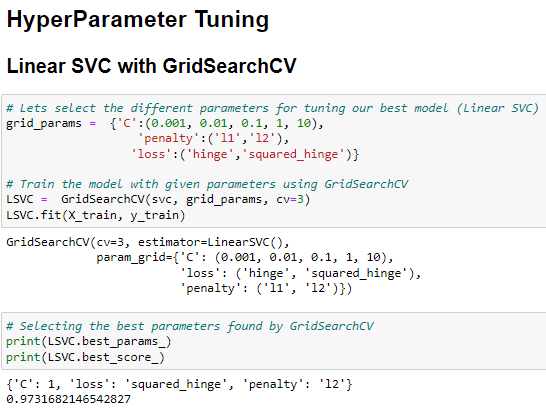 HyperParameter Tuning
Linear SVC with GridSearchCV
# Lets select the different parameters for tuning our best model (Linear SVC)
grid_params =  {'C':(0.001, 0.01, 0.1, 1, 10),
'penalty':('l1','l2'),
'loss':('hinge','squared_hinge')}
# Train the model with given parameters using GridSearchCV
LSVC =  GridSearchCV(svc, grid_params, cv=3)
LSVC.fit(X_train, y_train)
GridSearchCV(cv=3, estimator=LinearSVC(),
param_grid={'C': (0.001, 0.01, 0.1, 1, 10),
'loss': ('hinge', 'squared_hinge'),
'penalty': ('l1', 'l2')})
# Selecting the best parameters found by GridSearchCV
print(LSVC.best_params_)
print(LSVC.best_score_)
{'C': 1, 'loss': 'squared_hinge', 'penalty': 'l2'}
0.9731682146542827